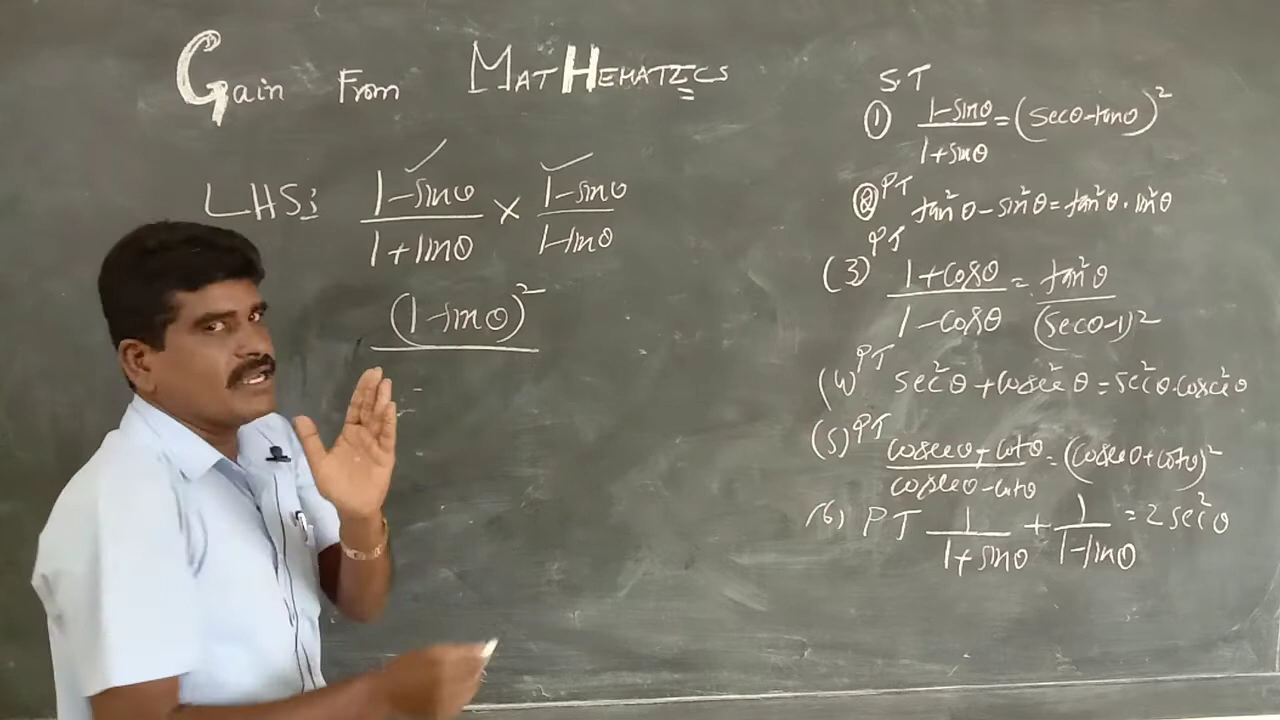 Gain From MATHEMATICS
LHS: 1-sinθ/1+sinθ × 1-sinθ/1-sinθ
(1-sinθ)²
S.T
① 1-sinθ/1+sinθ = (secθ-tanθ)²
② PT tan²θ - sin²θ = tan²θ . sin²θ
(3) PT 1+cosθ/1-cosθ = tan²θ/(secθ-1)²
(4) PT sec²θ + cosec²θ = sec²θ.cosec²θ
(5) PT cosecθ+cotθ/cosecθ-cotθ = (cosecθ+cotθ)²
(6) PT 1/1+sinθ + 1/1-sinθ = 2 sec²θ